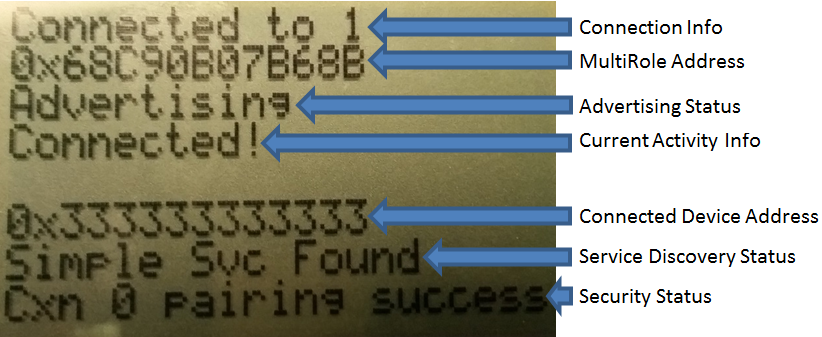 Connected to 1 Connection Info
0x68C90B07B68B MultiRole Address
Advertising Advertising Status
Connected! Current Activity Info
0x333333333333 Connected Device Address
Simple Svc Found Service Discovery Status
Cxn 0 pairing success Security Status